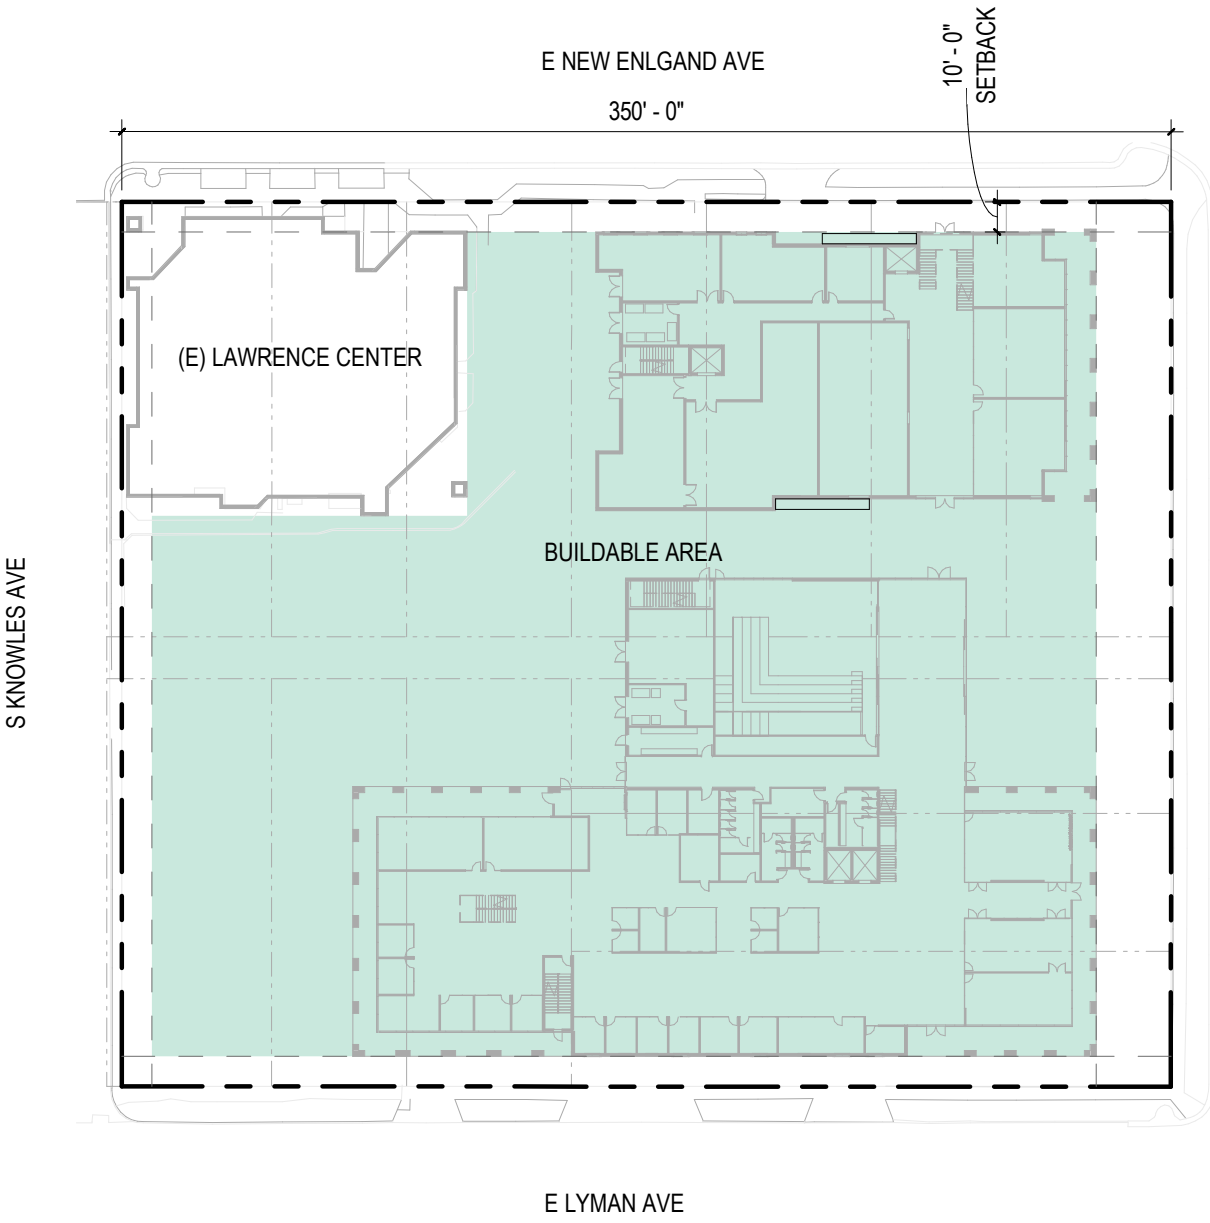 E NEW ENLGAND AVE
350' - 0"
10' - 0"
SETBACK
(E) LAWRENCE CENTER
BUILDABLE AREA
S KNOWLES AVE
E LYMAN AVE